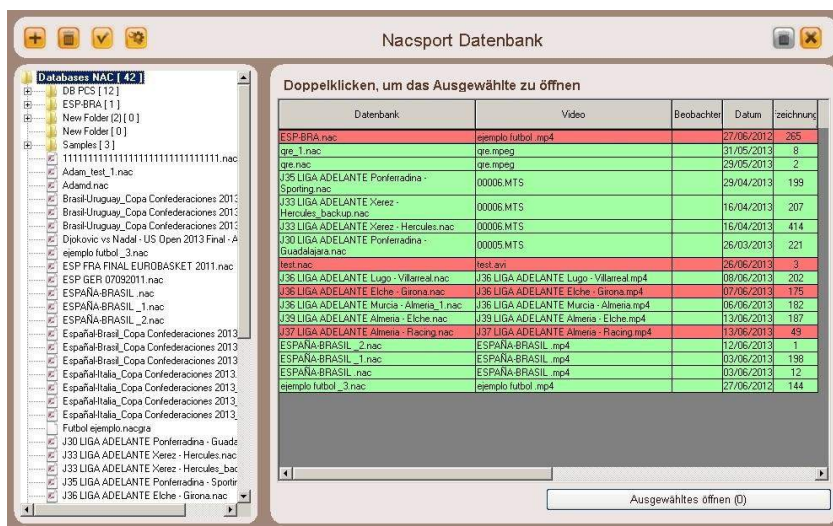 Nacsport Datenbank
Databases NAC [ 42 ]
DB PCS [ 12 ]
ESP-BRA [ 1 ]
New Folder (2) [ 0 ]
New Folder [ 0 ]
Samples [ 3 ]
Adam_test_1.nac
Adamd.nac
Brasil-Uruguay_Copa Confederaciones 2013
Brasil-Uruguay_Copa Confederaciones 2013
Brasil-Uruguay_Copa Confederaciones 2013
Djokovic vs Nadal - US Open 2013 Final - A
ejemplo futbol _3.nac
ESP FRA FINAL EUROBASKET 2011.nac
ESP GER 07092011.nac
ESPAÑA-BRASIL .nac
ESPAÑA-BRASIL _1.nac
ESPAÑA-BRASIL _2.nac
Español-Brasil_Copa Confederaciones 2013
Español-Brasil_Copa Confederaciones 2013
Español-Brasil_Copa Confederaciones 2013
Español-Italia_Copa Confederaciones 2013.
Español-Italia_Copa Confederaciones 2013_
Español-Italia_Copa Confederaciones 2013_
Español-Italia_Copa Confederaciones 2013_
Futbol ejemplo.nacgra
J30 LIGA ADELANTE Ponferradina - Guada
J33 LIGA ADELANTE Xerez - Hercules.nac
J33 LIGA ADELANTE Xerez - Hercules_bac
J35 LIGA ADELANTE Ponferradina - Sportir
J36 LIGA ADELANTE Elche - Girona.nac
Doppelklicken, um das Ausgewählte zu öffnen
Datenbank Video Beobachter Datum zeichnung
ESP-BRA.nac ejemplo futbol .mp4 27/06/2012 265
qre_1.nac qre.mpeg 31/05/2013 8
qre.nac qre.mpeg 29/05/2013 2
J35 LIGA ADELANTE Ponferradina -
Sporting.nac 00006.MTS 29/04/2013 199
J33 LIGA ADELANTE Xerez -
Hercules_backup.nac 00006.MTS 16/04/2013 207
J33 LIGA ADELANTE Xerez - Hercules.nac 00006.MTS 16/04/2013 414
J30 LIGA ADELANTE Ponferradina -
Guadalajara.nac 00005.MTS 26/03/2013 221
test.nac test.avi 26/06/2013 3
J36 LIGA ADELANTE Lugo - Villarreal.nac J36 LIGA ADELANTE Lugo - Villarreal.mp4 08/06/2013 202
J36 LIGA ADELANTE Elche - Girona.nac J36 LIGA ADELANTE Elche - Girona.mp4 07/06/2013 175
J36 LIGA ADELANTE Murcia - Almeria_1.nac J36 LIGA ADELANTE Murcia - Almeria.mp4 06/06/2013 182
J39 LIGA ADELANTE Almeria - Elche.nac J39 LIGA ADELANTE Almeria - Elche.mp4 13/06/2013 187
J37 LIGA ADELANTE Almeria - Racing.nac J37 LIGA ADELANTE Almeria - Racing.mp4 13/06/2013 49
ESPAÑA-BRASIL _2.nac ESPAÑA-BRASIL .mp4 12/06/2013 1
ESPAÑA-BRASIL _1.nac ESPAÑA-BRASIL .mp4 03/06/2013 198
ESPAÑA-BRASIL .nac ESPAÑA-BRASIL .mp4 03/06/2013 12
ejemplo futbol _3.nac ejemplo futbol .mp4 27/06/2012 144
Ausgewähltes öffnen (0)